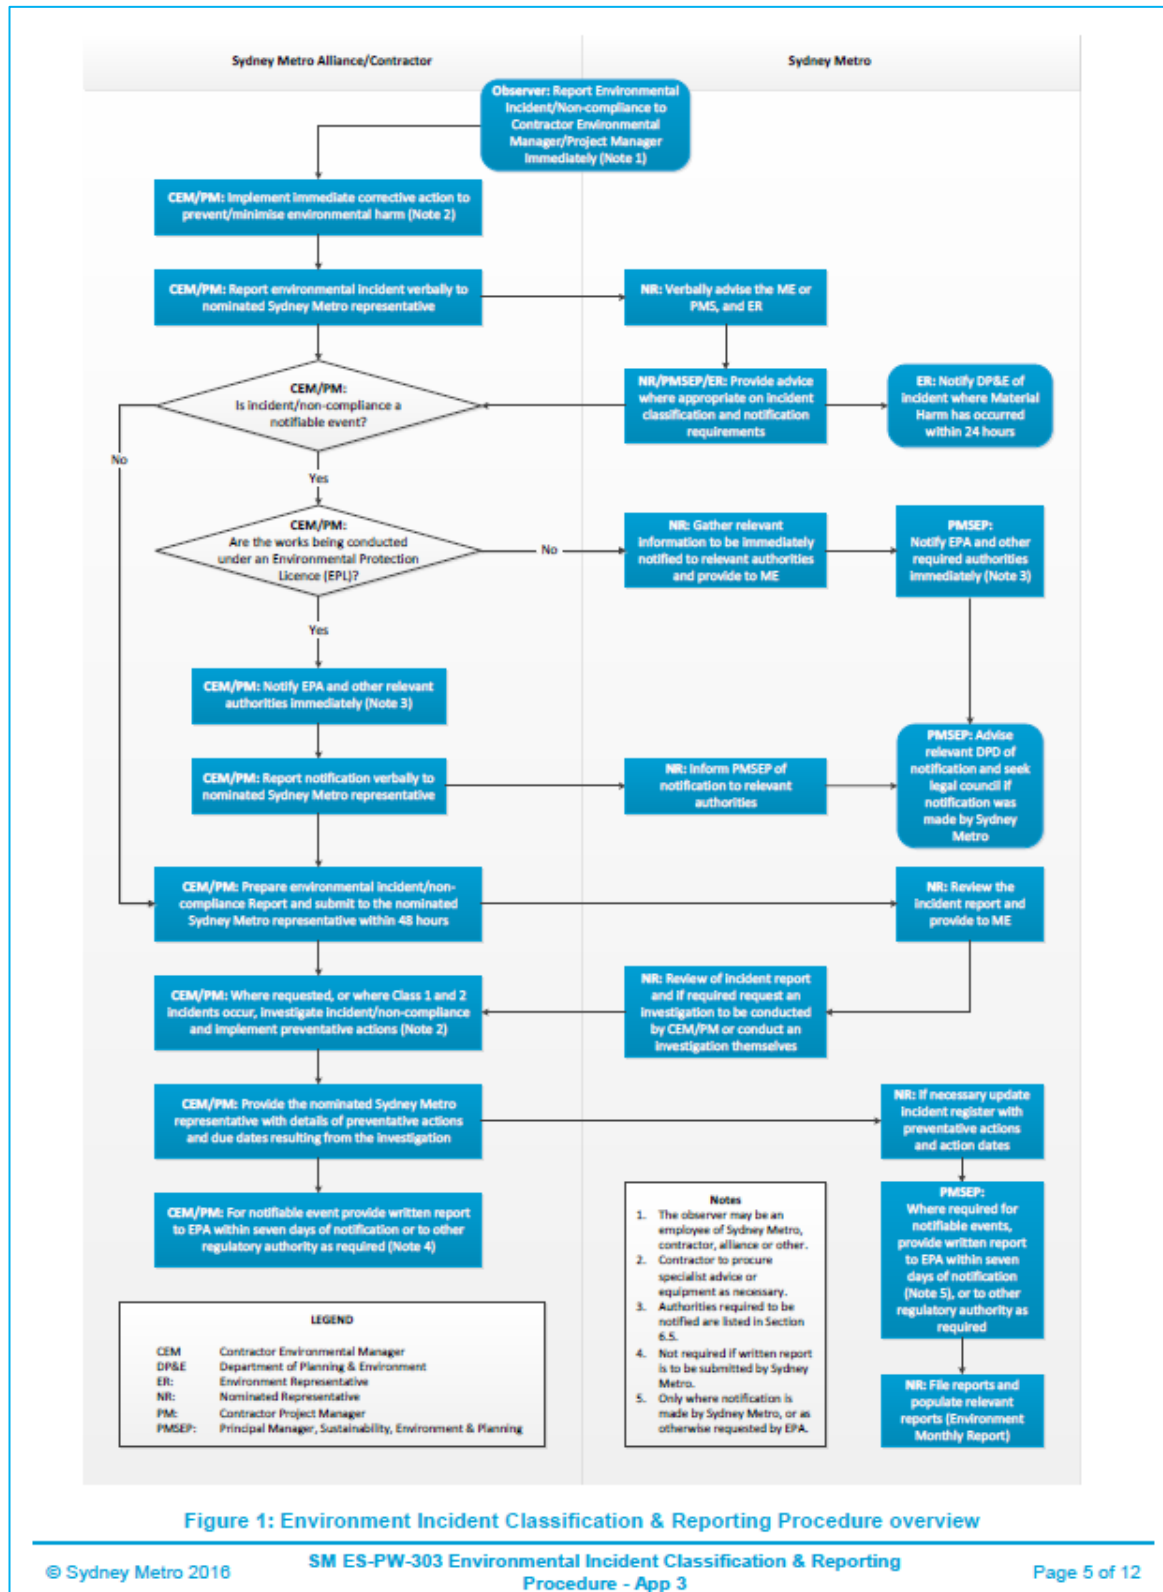 Sydney Metro Alliance/Contractor
Sydney Metro
Observer: Report Environmental
Incident/Non-compliance to
Contractor Environmental
Manager/Project Manager
Immediately (Note 1)
CEM/PM: Implement immediate corrective action to
prevent/minimise environmental harm (Note 2)
CEM/PM: Report environmental incident verbally to
nominated Sydney Metro representative
NR: Verbally advise the ME or
PMS, and ER
CEM/PM:
Is incident/non-compliance a
notifiable event?
NR/PMSEP/ER: Provide advice
where appropriate on incident
classification and notification
requirements
ER: Notify DP&E of
incident where Material
Harm has occurred
within 24 hours
No
Yes
CEM/PM:
Are the works being conducted
under an Environmental Protection
Licence (EPL)?
No
NR: Gather relevant
information to be immediately
notified to relevant authorities
and provide to ME
PMSEP:
Notify EPA and other
required authorities
immediately (Note 3)
Yes
CEM/PM: Notify EPA and other relevant
authorities immediately (Note 3)
CEM/PM: Report notification verbally to
nominated Sydney Metro representative
NR: Inform PMSEP of
notification to relevant
authorities
PMSEP: Advise
relevant DPD of
notification and seek
legal council if
notification was
made by Sydney
Metro
CEM/PM: Prepare environmental incident/non-
compliance Report and submit to the nominated
Sydney Metro representative within 48 hours
NR: Review the
incident report and
provide to ME
CEM/PM: Where requested, or where Class 1 and 2
incidents occur, investigate incident/non-compliance
and implement preventative actions (Note 2)
NR: Review of incident report
and if required request an
investigation to be conducted
by CEM/PM or conduct an
investigation themselves
CEM/PM: Provide the nominated Sydney Metro
representative with details of preventative actions
and due dates resulting from the investigation
NR: If necessary update
incident register with
preventative actions
and action dates
CEM/PM: For notifiable event provide written report
to EPA within seven days of notification or to other
regulatory authority as required (Note 4)
PMSEP:
Where required for
notifiable events,
provide written report
to EPA within seven
days of notification
(Note 5), or to other
regulatory authority as
required
NR: File reports and
populate relevant
reports (Environment
Monthly Report)
Notes
1. The observer may be an
employee of Sydney Metro,
contractor, alliance or other.
2. Contractor to procure
specialist advice or
equipment as necessary.
3. Authorities required to be
notified are listed in Section
6.5.
4. Not required if written report
is to be submitted by Sydney
Metro.
5. Only where notification is
made by Sydney Metro, or as
otherwise requested by EPA.
LEGEND
CEM Contractor Environmental Manager
DP&E Department of Planning & Environment
ER: Environment Representative
NR: Nominated Representative
PM: Contractor Project Manager
PMSEP: Principal Manager, Sustainability, Environment & Planning
Figure 1: Environment Incident Classification & Reporting Procedure overview
© Sydney Metro 2016
SM ES-PW-303 Environmental Incident Classification & Reporting
Procedure - App 3
Page 5 of 12